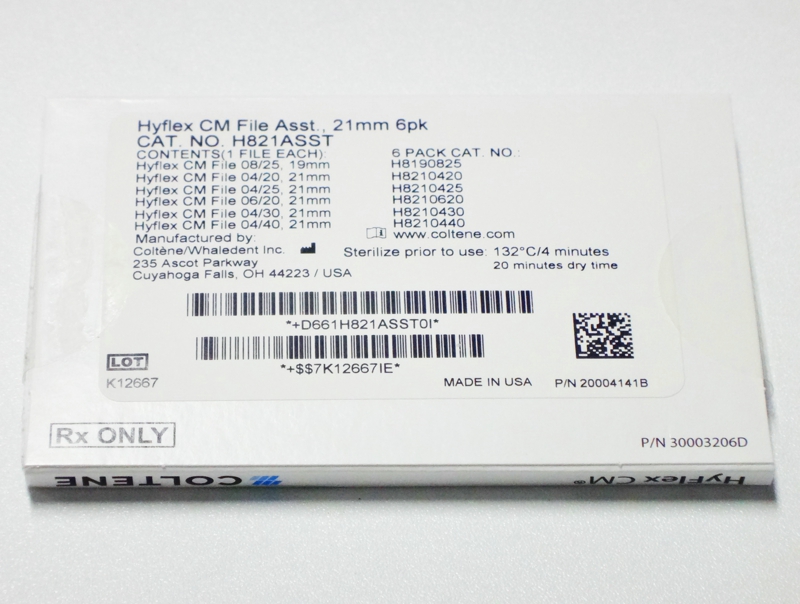 Hyflex CM File Asst., 21mm 6pk
CAT. NO. H821ASST
CONTENTS(1 FILE EACH): 6 PACK CAT. NO.:
Hyflex CM File 08/25, 19mm H8190825
Hyflex CM File 04/20, 21mm H8210420
Hyflex CM File 04/25, 21mm H8210425
Hyflex CM File 06/20, 21mm H8210620
Hyflex CM File 04/30, 21mm H8210430
Hyflex CM File 04/40, 21mm H8210440
Manufactured by: www.coltene.com
Coltène/Whaledent Inc. Sterilize prior to use: 132°C/4 minutes
235 Ascot Parkway 20 minutes dry time
Cuyahoga Falls, OH 44223 / USA
*+D661H821ASST0I*
*+$$7K12667IE*
LOT
K12667 MADE IN USA P/N 20004141B
Rx ONLY P/N 30003206D
COLTENE HyFlex CM®